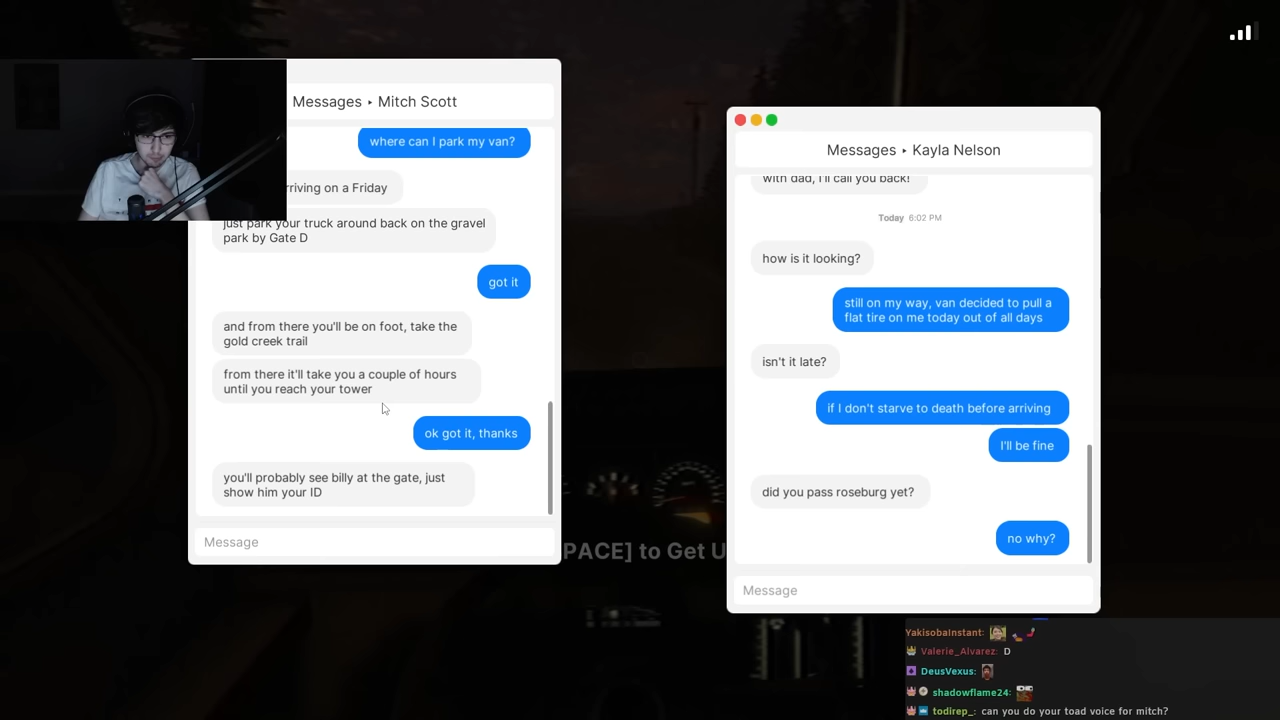 Messages ▸ Mitch Scott
where can I park my van?
rriving on a Friday
just park your truck around back on the gravel
park by Gate D
got it
and from there you'll be on foot, take the
gold creek trail
from there it'll take you a couple of hours
until you reach your tower
ok got it, thanks
you'll probably see billy at the gate, just
show him your ID
Message
PACE] to Get U
Messages ▸ Kayla Nelson
with dad, I'll call you back!
Today 6:02 PM
how is it looking?
still on my way, van decided to pull a
flat tire on me today out of all days
isn't it late?
if I don't starve to death before arriving
I'll be fine
did you pass roseburg yet?
no why?
Message
YakisobaInstant:
Valerie_Alvarez: D
DeusVexus:
shadowflame24:
todirep_: can you do your toad voice for mitch?